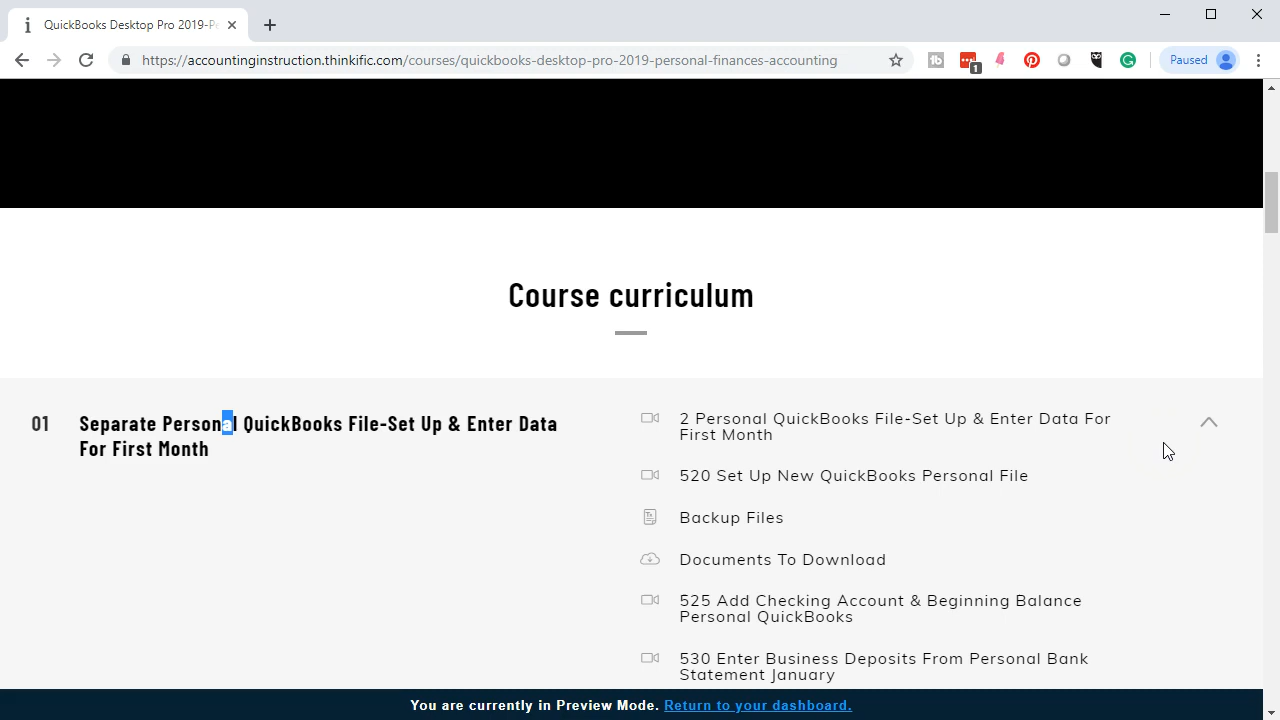 QuickBooks Desktop Pro 2019-P
https://accountinginstruction.thinkific.com/courses/quickbooks-desktop-pro-2019-personal-finances-accounting
1
Paused
Course curriculum
01
Separate Personal QuickBooks File-Set Up & Enter Data
For First Month
2 Personal QuickBooks File-Set Up & Enter Data For
First Month
520 Set Up New QuickBooks Personal File
Backup Files
Documents To Download
525 Add Checking Account & Beginning Balance
Personal QuickBooks
530 Enter Business Deposits From Personal Bank
Statement January
You are currently in Preview Mode. Return to your dashboard.